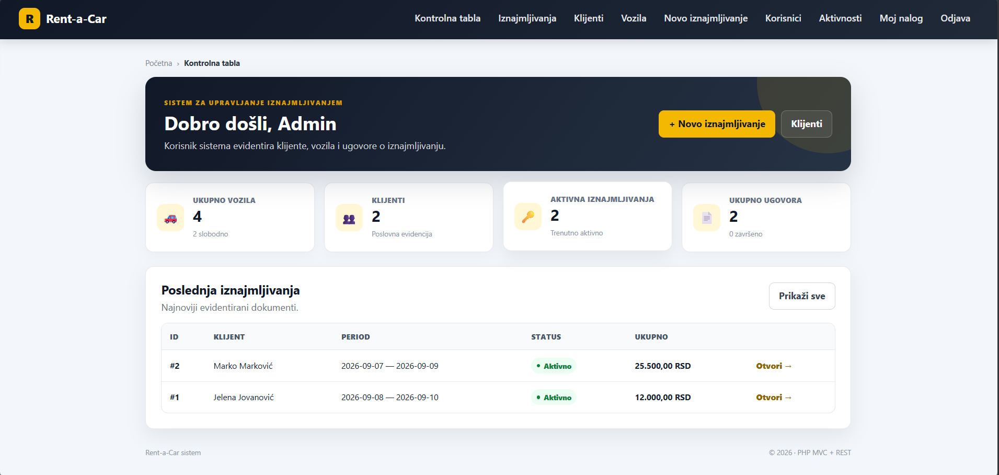 R Rent-a-Car
Kontrolna tabla Iznajmljivanja Klijenti Vozila Novo iznajmljivanje Korisnici Aktivnosti Moj nalog Odjava
Početna › Kontrolna tabla
SISTEM ZA UPRAVLJANJE IZNAJMLJIVANJEM
Dobro došli, Admin
Korisnik sistema evidentira klijente, vozila i ugovore o iznajmljivanju.
+ Novo iznajmljivanje
Klijenti
UKUPNO VOZILA
4
2 slobodno
KLIJENTI
2
Poslovna evidencija
AKTIVNA IZNAJMLJIVANJA
2
Trenutno aktivno
UKUPNO UGOVORA
2
0 završeno
Poslednja iznajmljivanja
Najnoviji evidentirani dokumenti.
Prikaži sve
ID KLIJENT PERIOD STATUS UKUPNO
#2 Marko Marković 2026-09-07 — 2026-09-09 • Aktivno 25.500,00 RSD Otvori →
#1 Jelena Jovanović 2026-09-08 — 2026-09-10 • Aktivno 12.000,00 RSD Otvori →
Rent-a-Car sistem
© 2026 · PHP MVC + REST